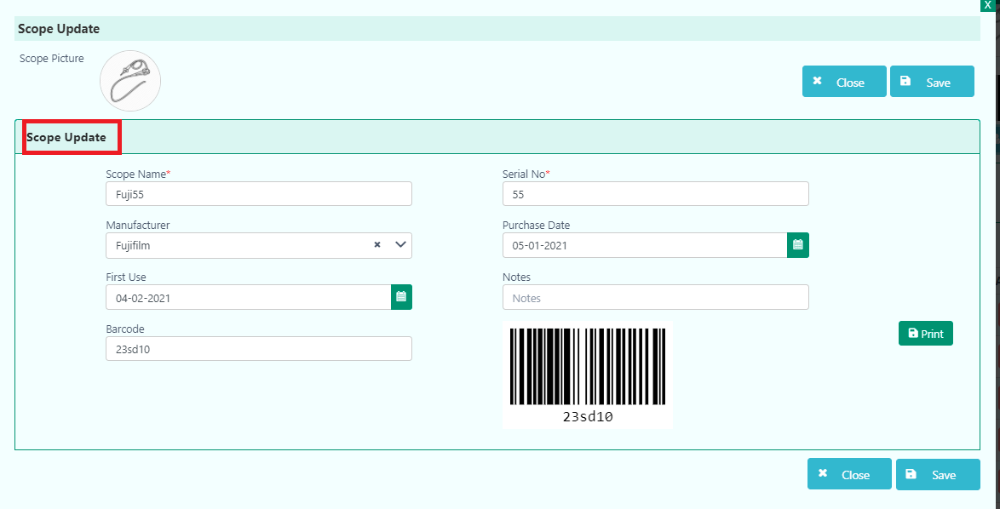 X
Scope Update
Scope Picture
Close Save
Scope Update
Scope Name* Serial No*
Fuji55 55
Manufacturer Purchase Date
Fujifilm 05-01-2021
First Use Notes
04-02-2021 Notes
Barcode
23sd10 Print
23sd10
Close Save